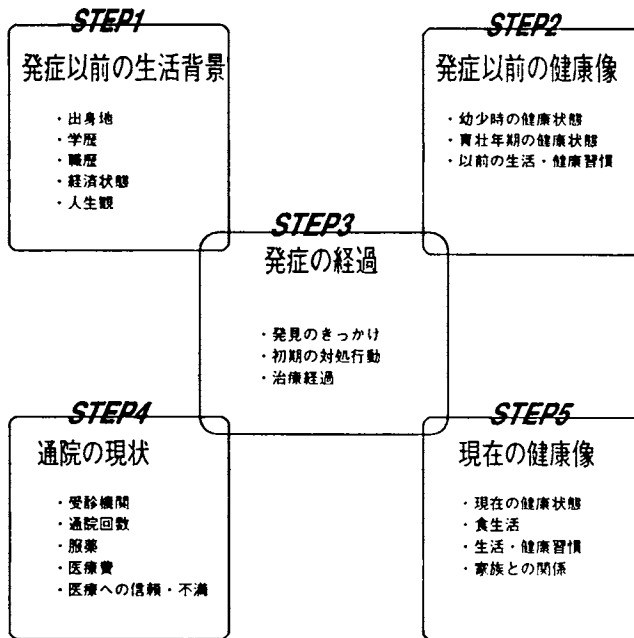 STEP1
発症以前の生活背景
・出身地
・学歴
・職歴
・経済状態
・人生観
STEP2
発症以前の健康像
・幼少時の健康状態
・青壮年期の健康状態
・以前の生活・健康習慣
STEP3
発症の経過
・発見のきっかけ
・初期の対処行動
・治療経過
STEP4
通院の現状
・受診機関
・通院回数
・服薬
・医療費
・医療への信頼・不満
STEP5
現在の健康像
・現在の健康状態
・食生活
・生活・健康習慣
・家族との関係